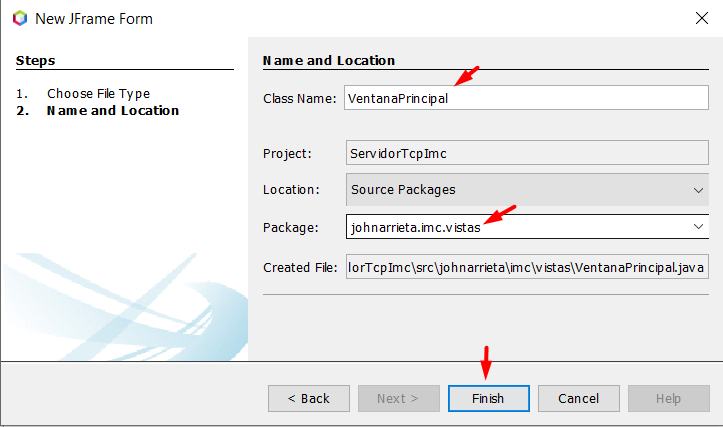 New JFrame Form
Steps
1. Choose File Type
2. Name and Location
Name and Location
Class Name: VentanaPrincipal
Project: ServidorTcpImc
Location: Source Packages
Package: johnarrieta.imc.vistas
Created File: lorTcpImc\src\johnarrieta\imc\vistas\VentanaPrincipal.java
< Back Next > Finish Cancel Help